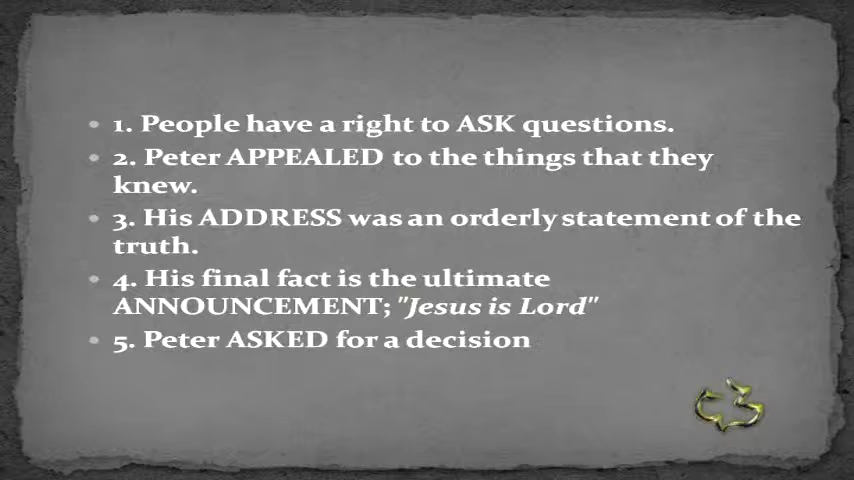 • 1. People have a right to ASK questions.
• 2. Peter APPEALED to the things that they
knew.
• 3. His ADDRESS was an orderly statement of the
truth.
• 4. His final fact is the ultimate
ANNOUNCEMENT; "Jesus is Lord"
• 5. Peter ASKED for a decision